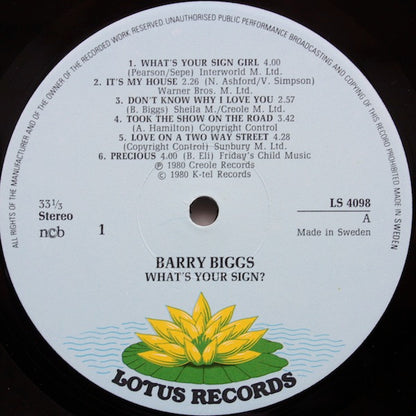 ALL RIGHTS OF THE MANUFACTURER AND OF THE OWNER OF THE RECORDED WORK RESERVED. UNAUTHORISED PUBLIC PERFORMANCE BROADCASTING AND COPYING OF THIS RECORD PROHIBITED MADE IN SWEDEN
1. WHAT'S YOUR SIGN GIRL 4.00
(Pearson/Sepe) Interworld M. Ltd.
2. IT'S MY HOUSE 2.26 (N. Ashford/V. Simpson)
Warner Bros. M. Ltd.
3. DON'T KNOW WHY I LOVE YOU 2.57
(B. Biggs) Sheila M./Creole M. Ltd.
4. TOOK THE SHOW ON THE ROAD 3.42
(A. Hamilton) Copyright Control
5. LOVE ON A TWO WAY STREET 4.28
(Copyright Control) Sunbury M. Ltd.
6. PRECIOUS 4.00 (B. Eli) Friday's Child Music
℗ 1980 Creole Records
© 1980 K-tel Records
33 1/3
Stereo
ncb 1
LS 4098
A
Made in Sweden
BARRY BIGGS
WHAT'S YOUR SIGN?
LOTUS RECORDS